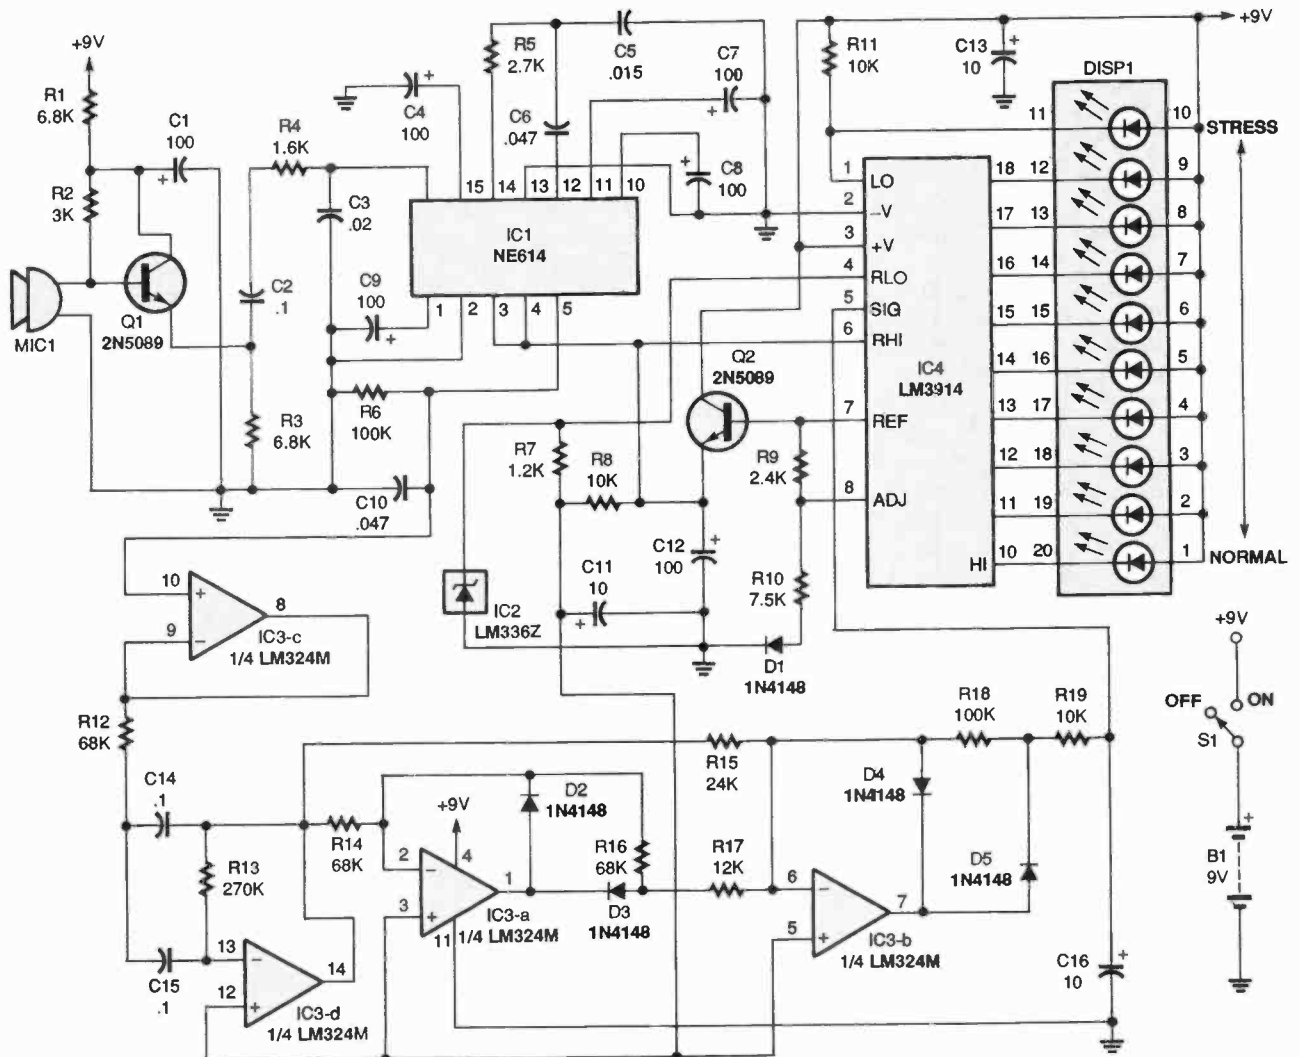 +9V
R1
6.8K
C1
100
+
R2
3K
MIC1
Q1
2N5089
R4
1.6K
C3
.02
C2
.1
C9
100
+
R3
6.8K
R6
100K
C10
.047
C4
100
+
R5
2.7K
C5
.015
C6
.047
C7
100
+
C8
100
+
15 14 13 12 11 10
IC1
NE614
1 2 3 4 5
R11
10K
C13
10
+
+9V
DISP1
1 LO
2 –V
3 +V
4 RLO
5 SIG
6 RHI
7 REF
8 ADJ
IC4
LM3914
HI
11 10
18 12 9
17 13 8
16 14 7
15 15 6
14 16 5
13 17 4
12 18 3
11 19 2
10 20 1
STRESS
NORMAL
Q2
2N5089
R7
1.2K
R8
10K
R9
2.4K
R10
7.5K
C12
100
+
C11
10
+
IC2
LM336Z
D1
1N4148
10
+
9
–
8
IC3-c
1/4 LM324M
R12
68K
C14
.1
R13
270K
C15
.1
13
–
12
+
14
IC3-d
1/4 LM324M
R14
68K
+9V
4
2
–
3
+
1
11
IC3-a
1/4 LM324M
D2
1N4148
R16
68K
D3
1N4148
R15
24K
R17
12K
6
–
5
+
7
IC3-b
1/4 LM324M
D4
1N4148
D5
1N4148
R18
100K
R19
10K
C16
10
+
+9V
OFF
ON
S1
+
B1
9V